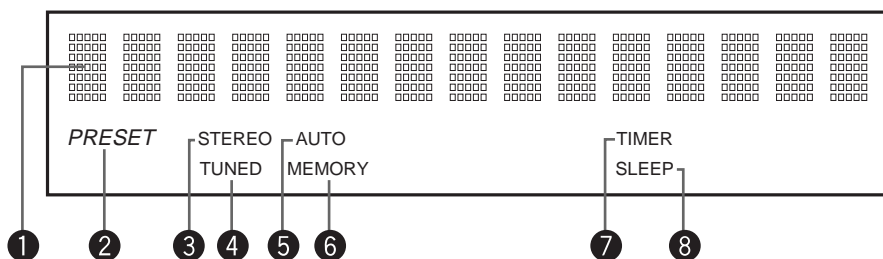 PRESET STEREO AUTO TIMER
TUNED MEMORY SLEEP
1 2 3 4 5 6 7 8